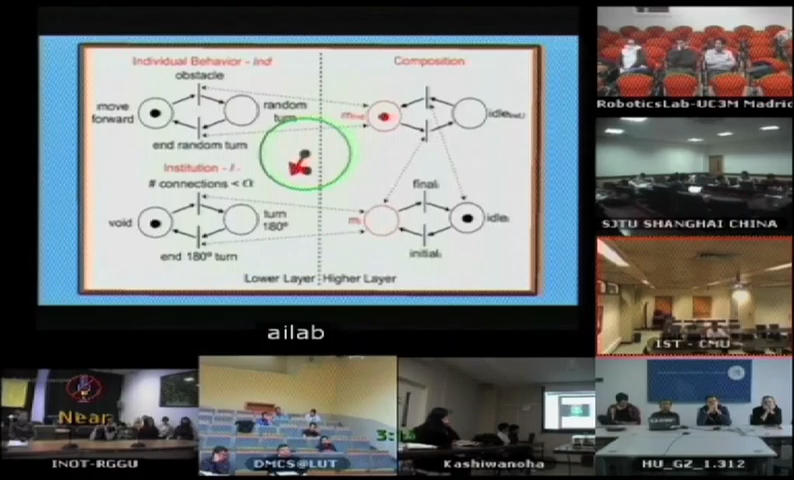 Individual Behavior - Ind
Composition
obstacle
move forward
random turn
end random turn
Institution - I -
# connections <
void
turn 180º
end 180º turn
final
idle
initial
Lower Layer
Higher Layer
ailab
RoboticsLab-UC3M Madrid
SJTU SHANGHAI CHINA
IST - CMU
Near
INOT-RGGU
DMCS@LUT
Kashiwanoha
HU_GZ_1.312